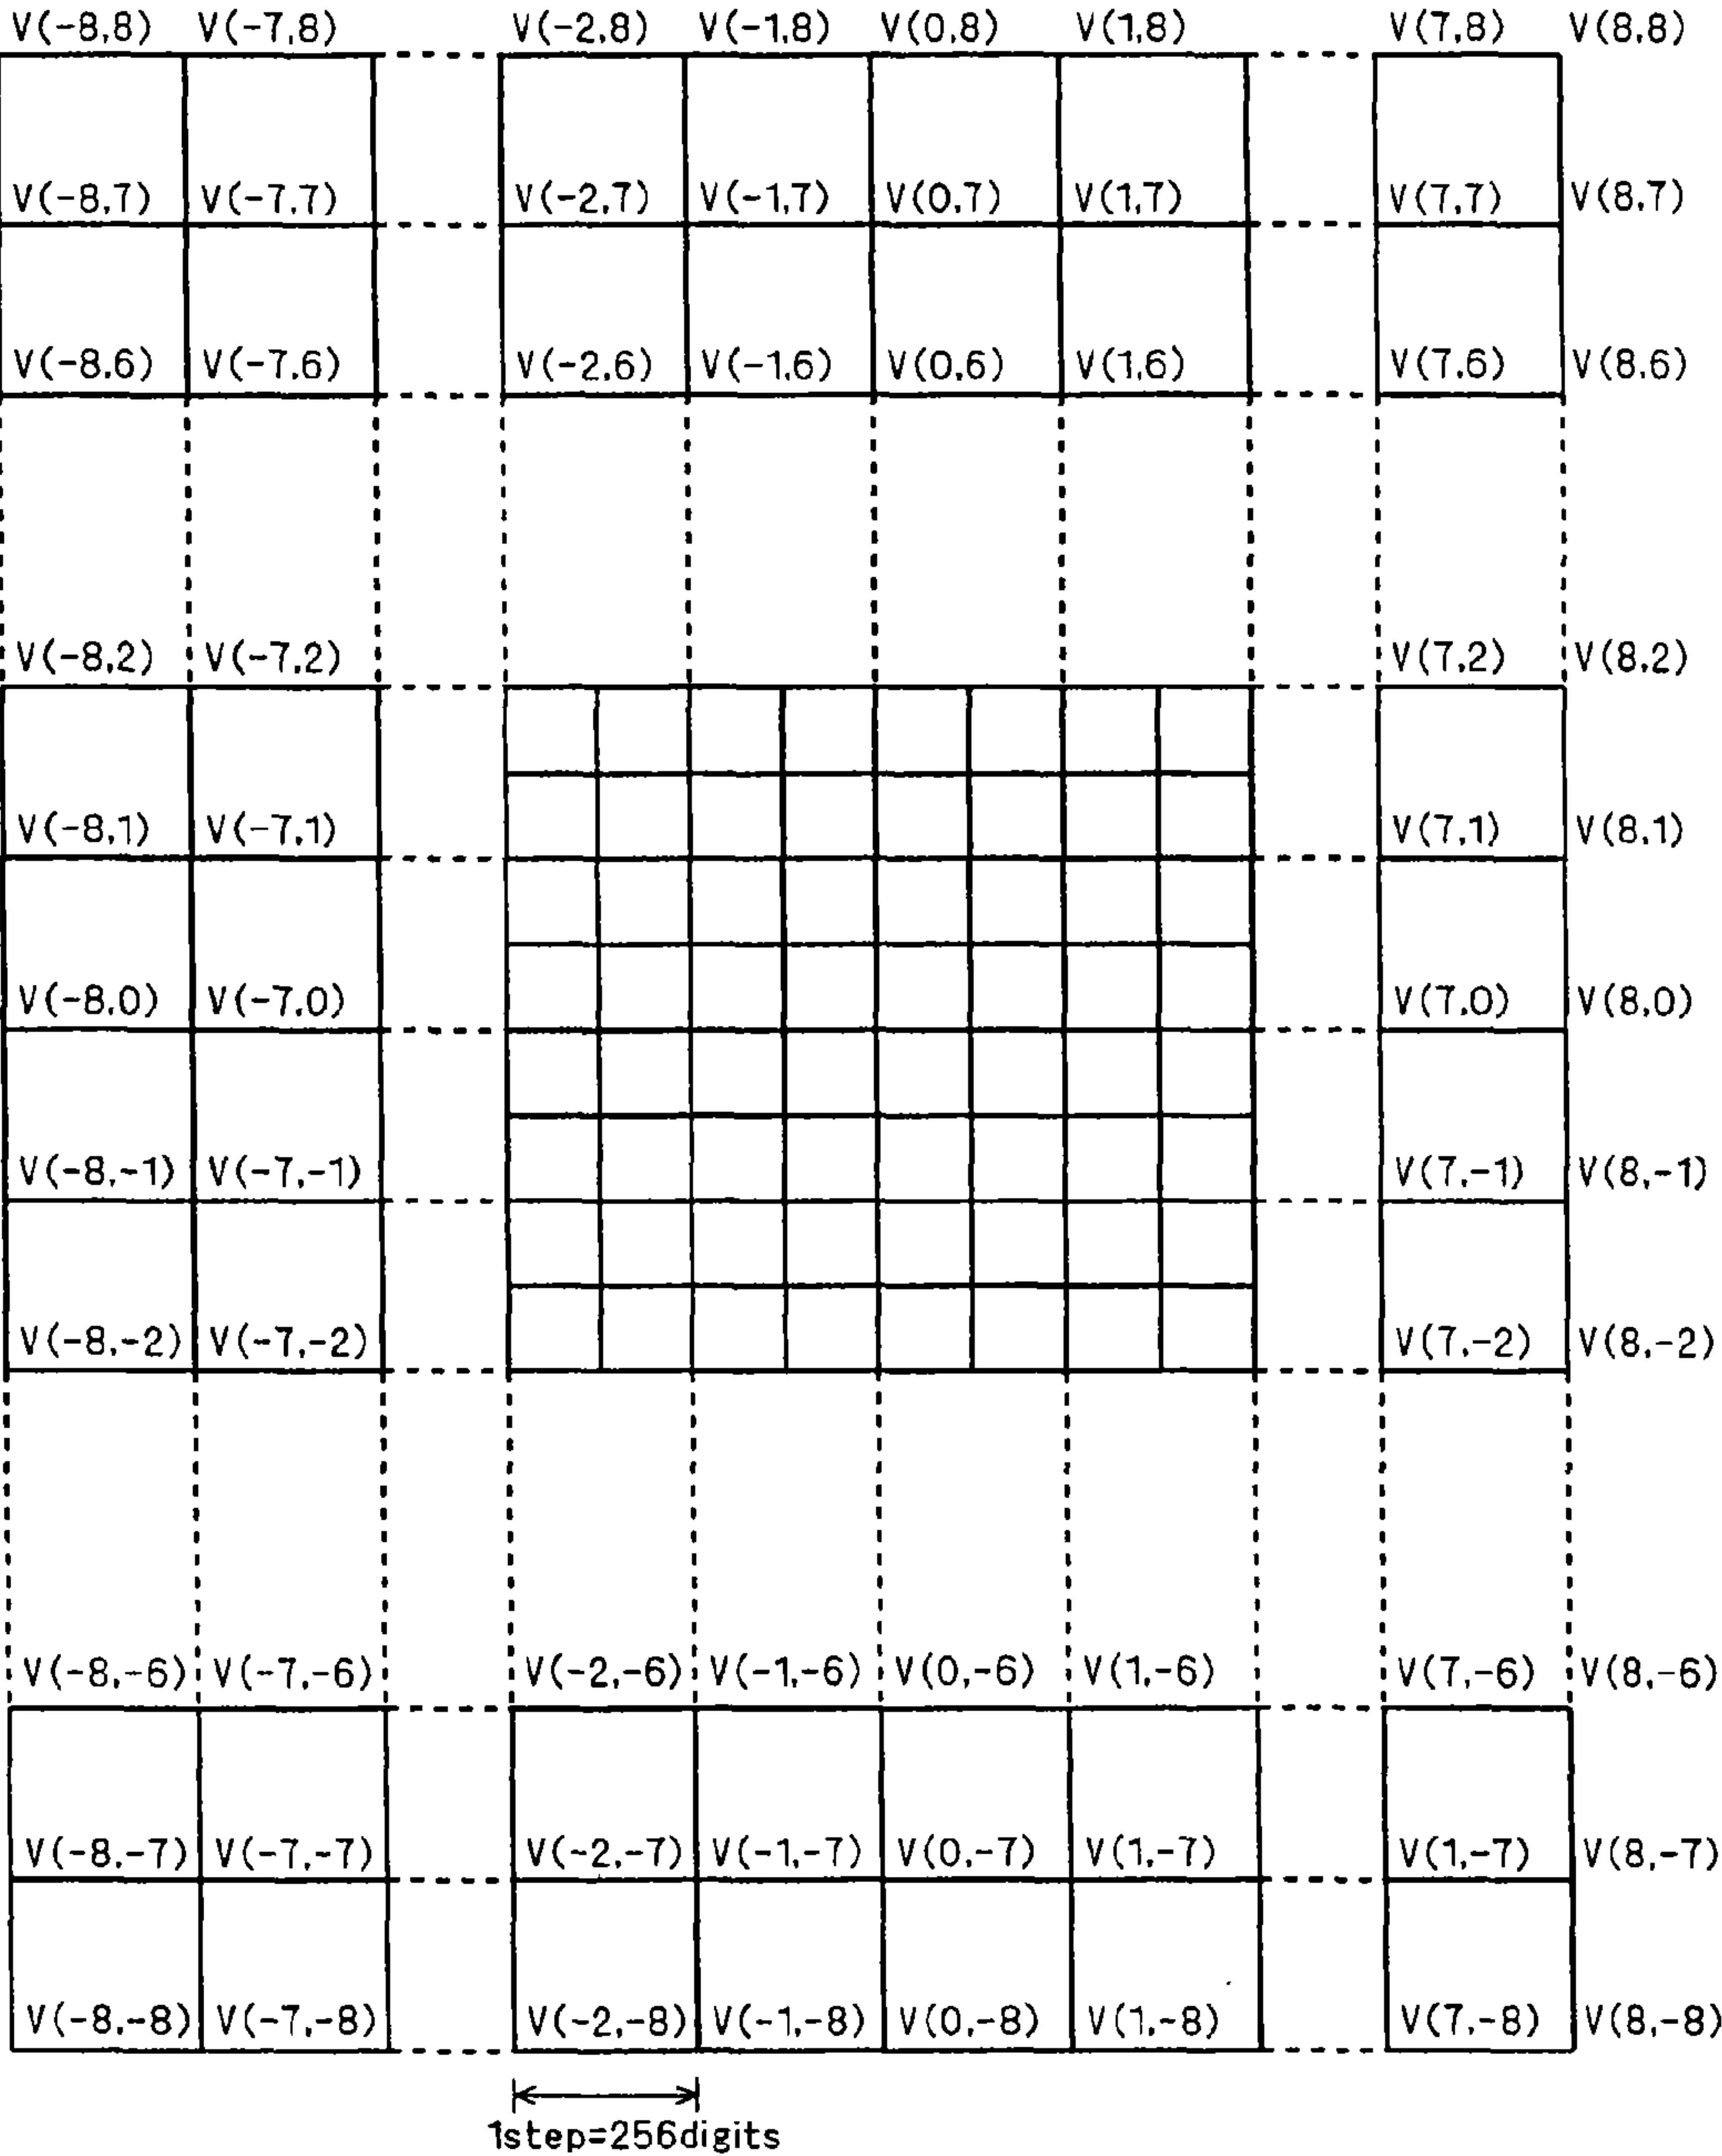 V(-8,8) V(-7,8) V(-2,8) V(-1,8) V(0,8) V(1,8) V(7,8) V(8,8)
V(-8,7) V(-7,7) V(-2,7) V(-1,7) V(0,7) V(1,7) V(7,7) V(8,7)
V(-8,6) V(-7,6) V(-2,6) V(-1,6) V(0,6) V(1,6) V(7,6) V(8,6)
V(-8,2) V(-7,2) V(7,2) V(8,2)
V(-8,1) V(-7,1) V(7,1) V(8,1)
V(-8,0) V(-7,0) V(7,0) V(8,0)
V(-8,-1) V(-7,-1) V(7,-1) V(8,-1)
V(-8,-2) V(-7,-2) V(7,-2) V(8,-2)
V(-8,-6) V(-7,-6) V(-2,-6) V(-1,-6) V(0,-6) V(1,-6) V(7,-6) V(8,-6)
V(-8,-7) V(-7,-7) V(-2,-7) V(-1,-7) V(0,-7) V(1,-7) V(1,-7) V(8,-7)
V(-8,-8) V(-7,-8) V(-2,-8) V(-1,-8) V(0,-8) V(1,-8) V(7,-8) V(8,-8)
1step=256digits